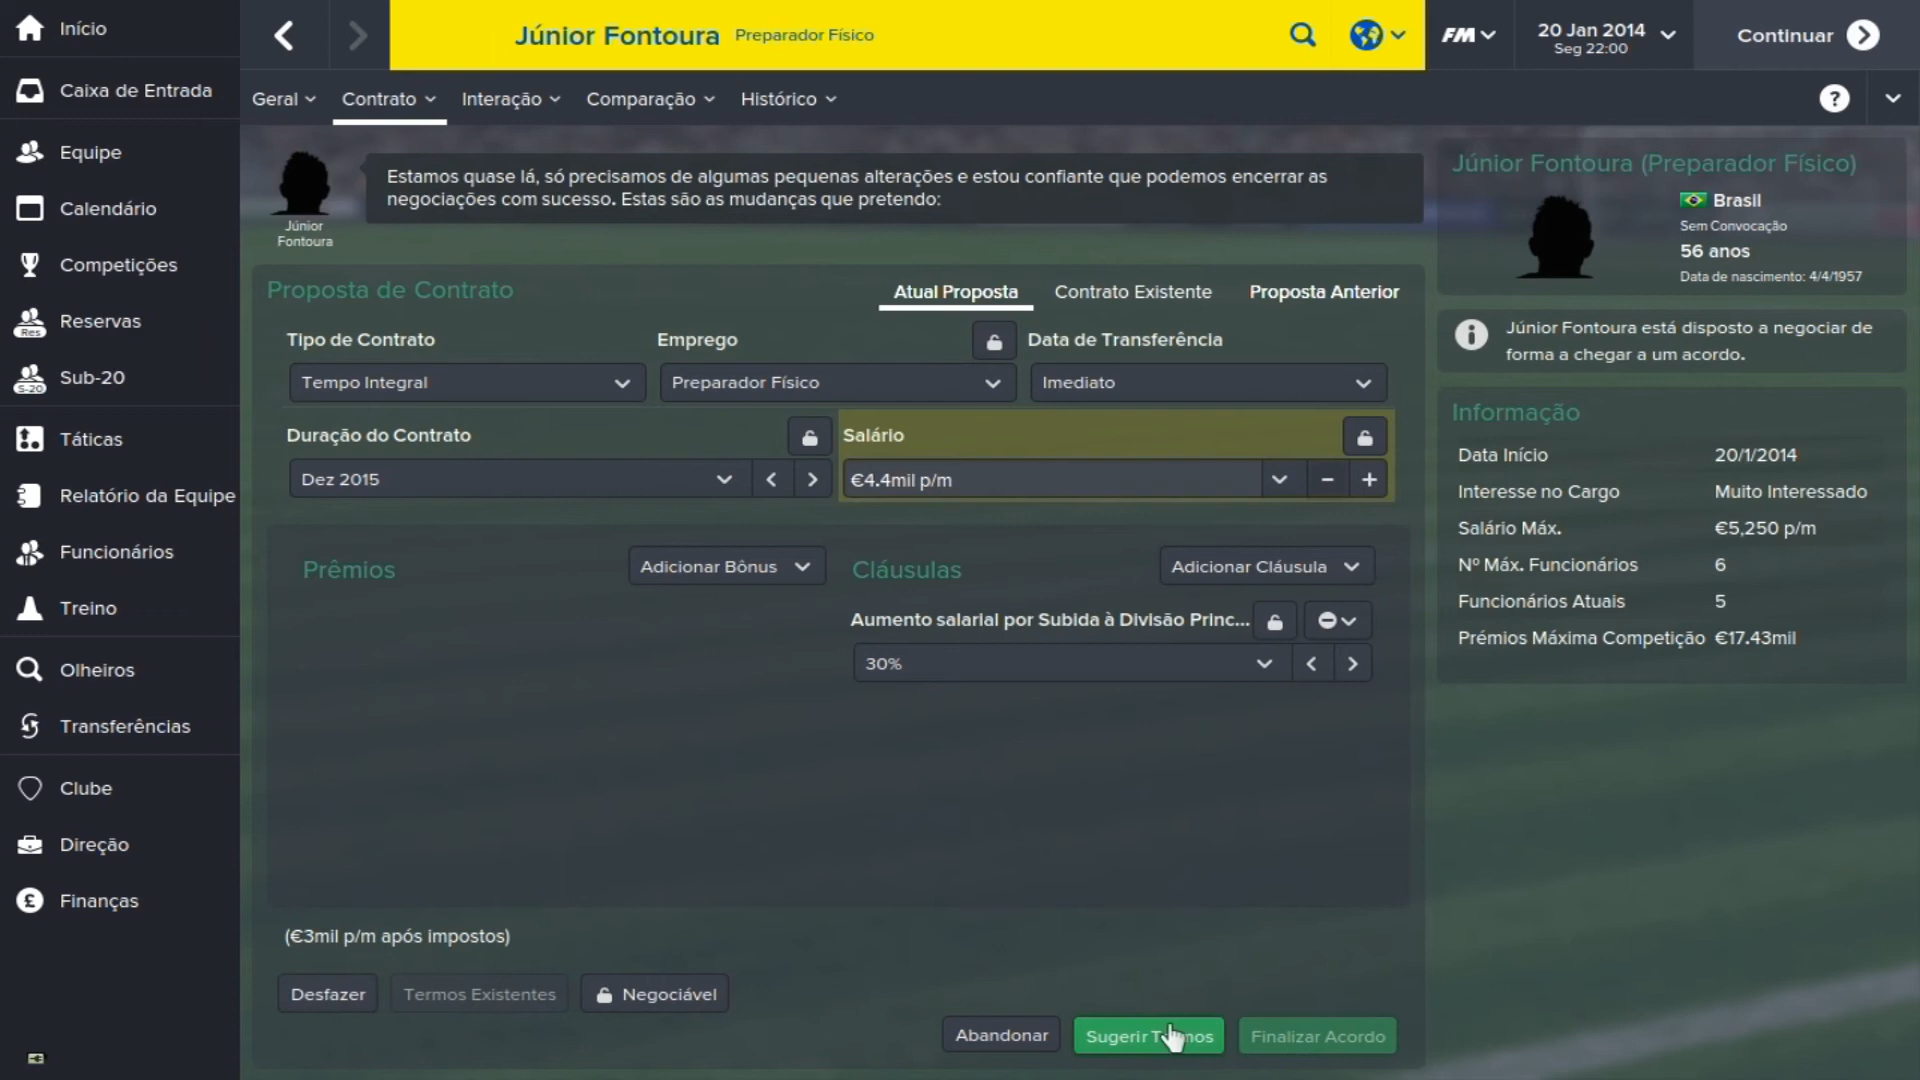 Início
Caixa de Entrada
Equipe
Calendário
Competições
Res
Reservas
S-20
Sub-20
Táticas
Relatório da Equipe
Funcionários
Treino
Olheiros
Transferências
Clube
Direção
Finanças
Júnior Fontoura Preparador Físico
FM
20 Jan 2014
Seg 22:00
Continuar
Geral Contrato Interação Comparação Histórico
?
Estamos quase lá, só precisamos de algumas pequenas alterações e estou confiante que podemos encerrar as
negociações com sucesso. Estas são as mudanças que pretendo:
Júnior
Fontoura
Proposta de Contrato
Atual Proposta Contrato Existente Proposta Anterior
Tipo de Contrato Emprego Data de Transferência
Tempo Integral Preparador Físico Imediato
Duração do Contrato Salário
Dez 2015 €4.4mil p/m
Prêmios Adicionar Bônus Cláusulas Adicionar Cláusula
Aumento salarial por Subida à Divisão Princ...
30%
(€3mil p/m após impostos)
Desfazer Termos Existentes Negociável
Abandonar Sugerir Finalizar Acordo
Júnior Fontoura (Preparador Físico)
Brasil
Sem Convocação
56 anos
Data de nascimento: 4/4/1957
Júnior Fontoura está disposto a negociar de
forma a chegar a um acordo.
Informação
Data Início 20/1/2014
Interesse no Cargo Muito Interessado
Salário Máx. €5,250 p/m
Nº Máx. Funcionários 6
Funcionários Atuais 5
Prémios Máxima Competição €17.43mil